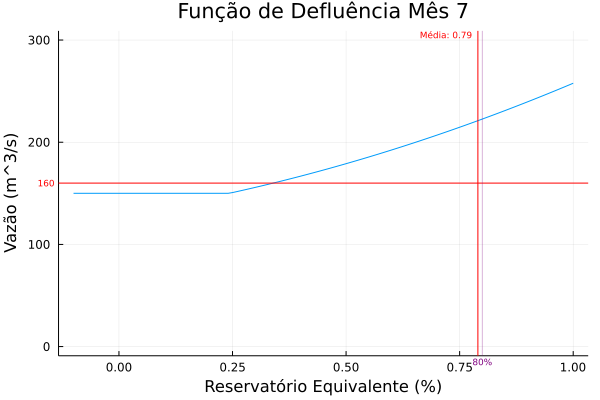 Função de Defluência Mês 7
Média: 0.79
300
200
160
100
0
Vazão (m^3/s)
0.00
0.25
0.50
0.75
80%
1.00
Reservatório Equivalente (%)